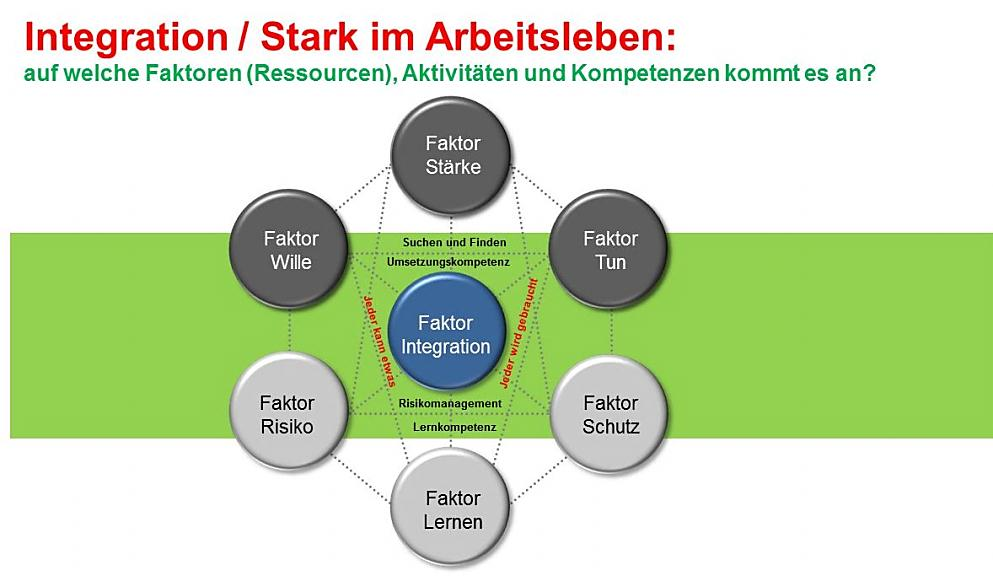 Integration / Stark im Arbeitsleben:
auf welche Faktoren (Ressourcen), Aktivitäten und Kompetenzen kommt es an?
Faktor
Stärke
Faktor
Wille
Suchen und Finden
Umsetzungskompetenz
Faktor
Tun
Jeder kann etwas
Faktor
Integration
Jeder wird gebraucht
Faktor
Risiko
Risikomanagement
Lernkompetenz
Faktor
Schutz
Faktor
Lernen